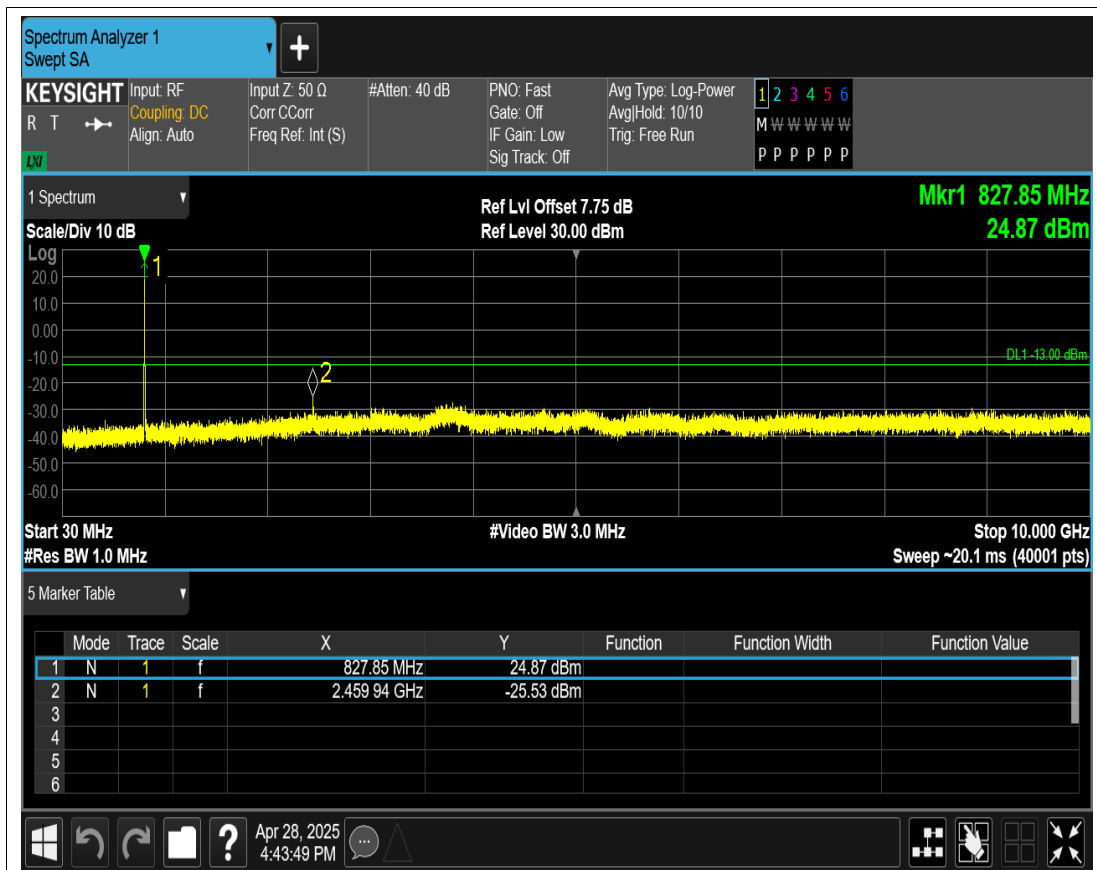 Spectrum Analyzer 1
Swept SA
+
KEYSIGHT
R T
LXI
Input: RF
Coupling: DC
Align: Auto
Input Z: 50 Ω
Corr CCorr
Freq Ref: Int (S)
#Atten: 40 dB
PNO: Fast
Gate: Off
IF Gain: Low
Sig Track: Off
Avg Type: Log-Power
Avg|Hold: 10/10
Trig: Free Run
1 2 3 4 5 6
M W W W W W
P P P P P P
1 Spectrum
Scale/Div 10 dB
Ref Lvl Offset 7.75 dB
Ref Level 30.00 dBm
Mkr1 827.85 MHz
24.87 dBm
Log
1
20.0
10.0
0.00
-10.0
DL1 -13.00 dBm
2
-20.0
-30.0
-40.0
-50.0
-60.0
Start 30 MHz
#Video BW 3.0 MHz
Stop 10.000 GHz
#Res BW 1.0 MHz
Sweep ~20.1 ms (40001 pts)
5 Marker Table
Mode Trace Scale X Y Function Function Width Function Value
1 N 1 f 827.85 MHz 24.87 dBm
2 N 1 f 2.459 94 GHz -25.53 dBm
3
4
5
6
?
Apr 28, 2025
4:43:49 PM